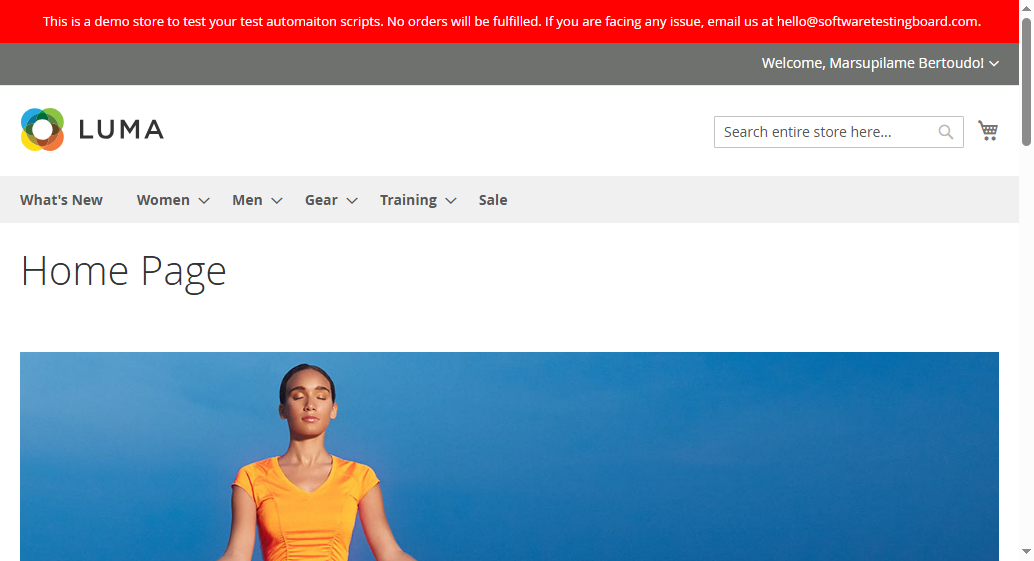 This is a demo store to test your test automaiton scripts. No orders will be fulfilled. If you are facing any issue, email us at hello@softwaretestingboard.com.
Welcome, Marsupilame Bertoudo!
LUMA
Search entire store here...
What's New Women Men Gear Training Sale
Home Page